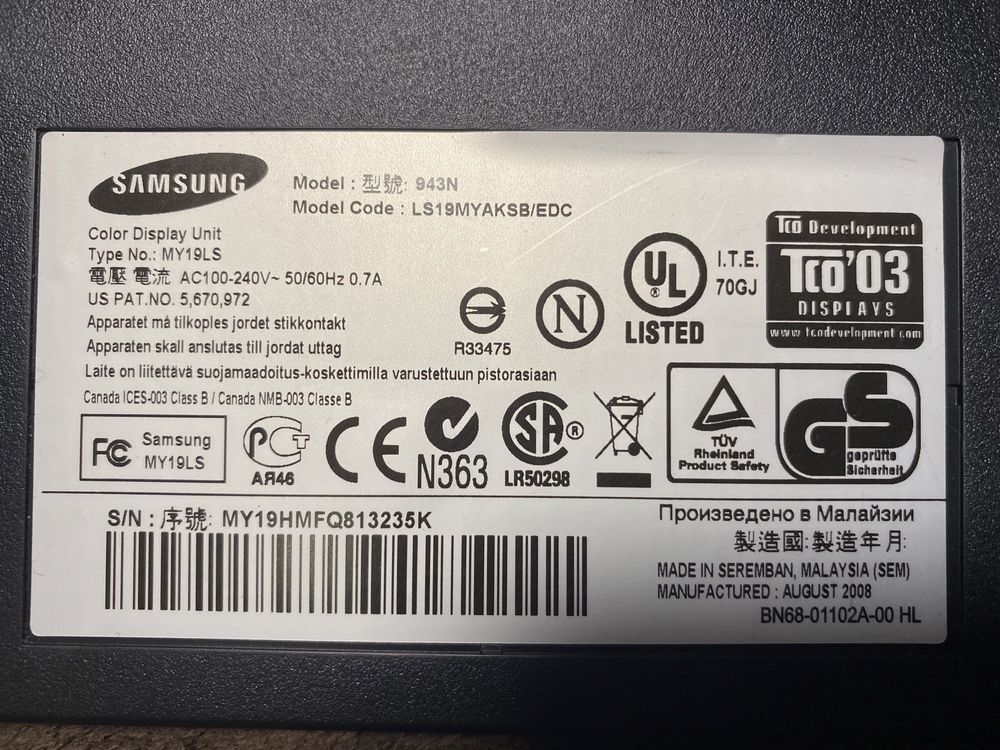 SAMSUNG
Model : 型號: 943N
Model Code : LS19MYAKSB/EDC
Color Display Unit
Type No.: MY19LS
電壓 電流 AC100-240V~ 50/60Hz 0.7A
US PAT.NO. 5,670,972
Apparatet må tilkoples jordet stikkontakt
Apparaten skall anslutas till jordat uttag
Laite on liitettävä suojamaadoitus-koskettimilla varustettuun pistorasiaan
Canada ICES-003 Class B / Canada NMB-003 Classe B
R33475
N
UL
®
LISTED
I.T.E.
70GJ
TCO Development
TCO'03
DISPLAYS
www.tcodevelopment.com
FC
Samsung
MY19LS
РСТ
АЯ46
CE
N363
SA
®
LR50298
TÜV
Rheinland
Product Safety
GS
geprüfte
Sicherheit
S/N : 序號: MY19HMFQ813235K
Произведено в Малайзии
製造國:製造年月:
MADE IN SEREMBAN, MALAYSIA (SEM)
MANUFACTURED : AUGUST 2008
BN68-01102A-00 HL